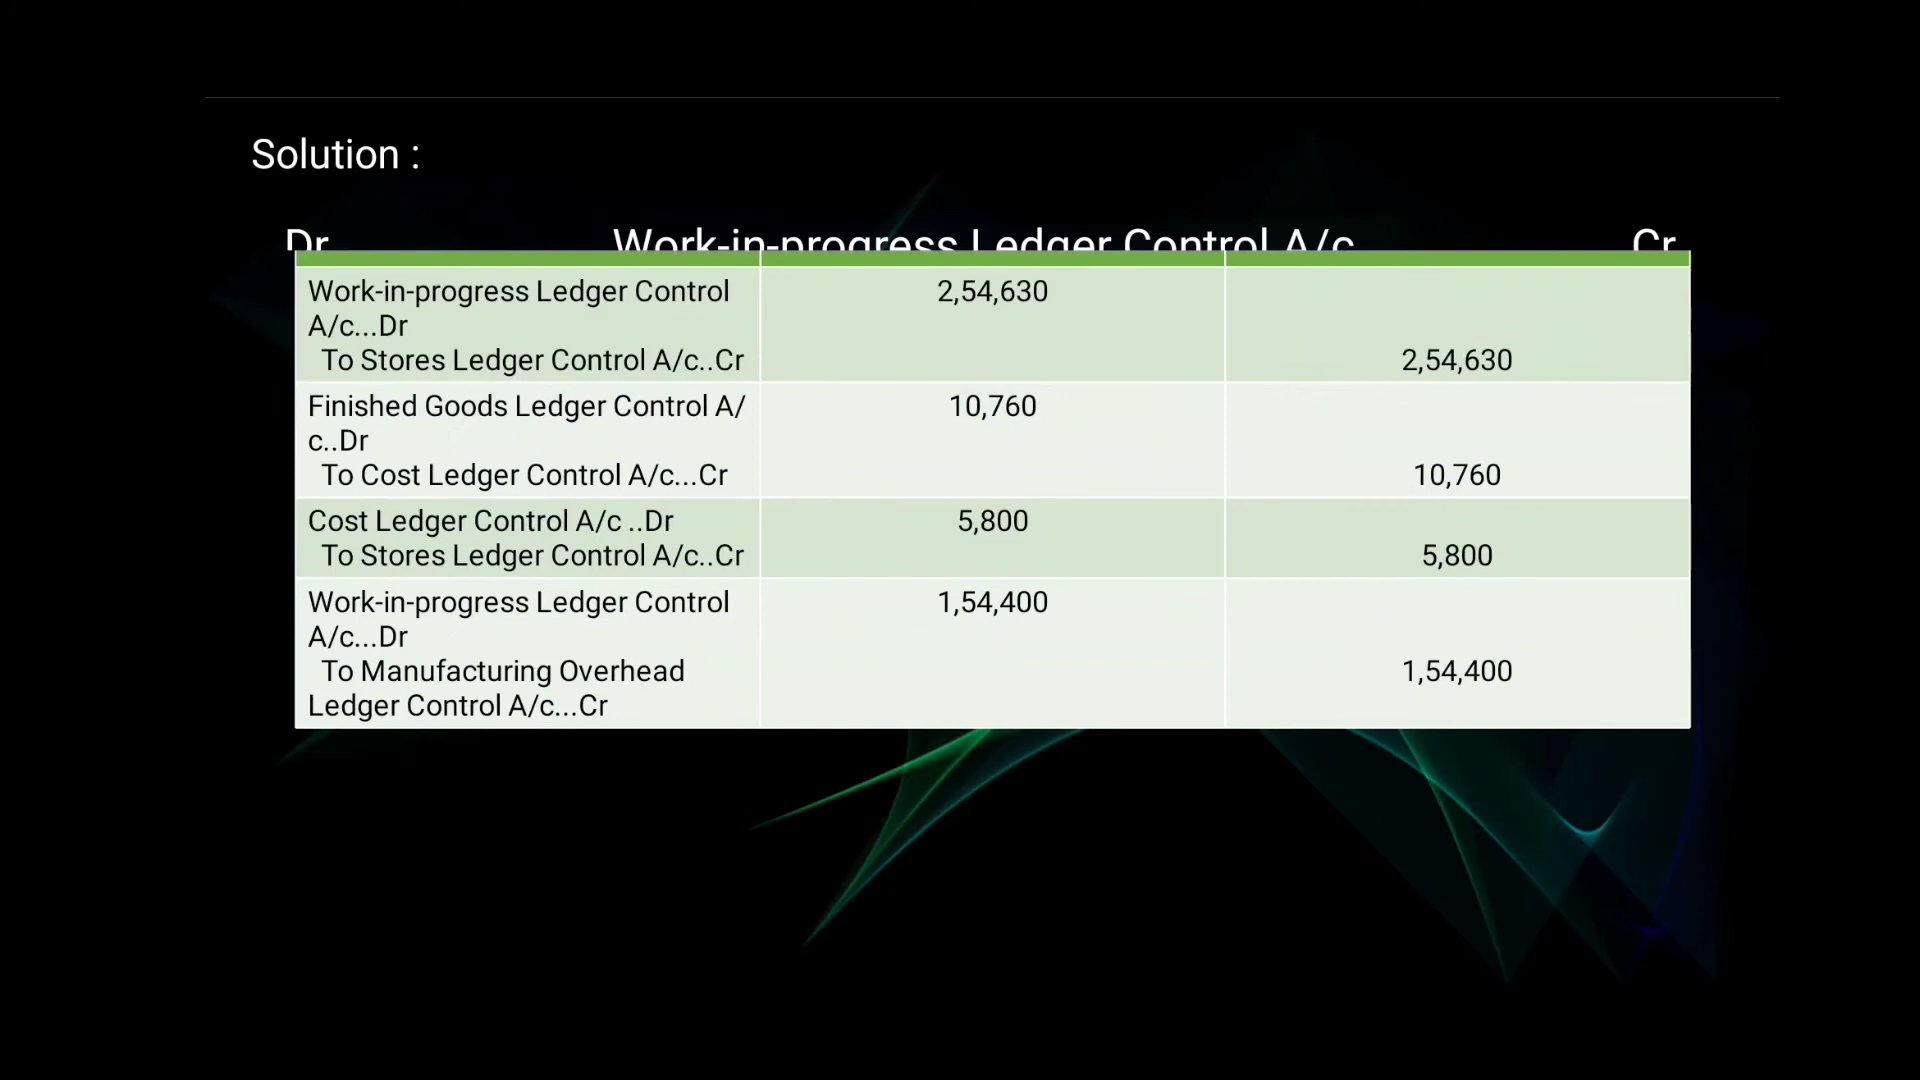 Solution :
Dr Work-in-progress Ledger Control A/c Cr
Work-in-progress Ledger Control 2,54,630
A/c...Dr
To Stores Ledger Control A/c..Cr 2,54,630
Finished Goods Ledger Control A/ 10,760
c..Dr
To Cost Ledger Control A/c...Cr 10,760
Cost Ledger Control A/c ..Dr 5,800
To Stores Ledger Control A/c..Cr 5,800
Work-in-progress Ledger Control 1,54,400
A/c...Dr
To Manufacturing Overhead 1,54,400
Ledger Control A/c...Cr